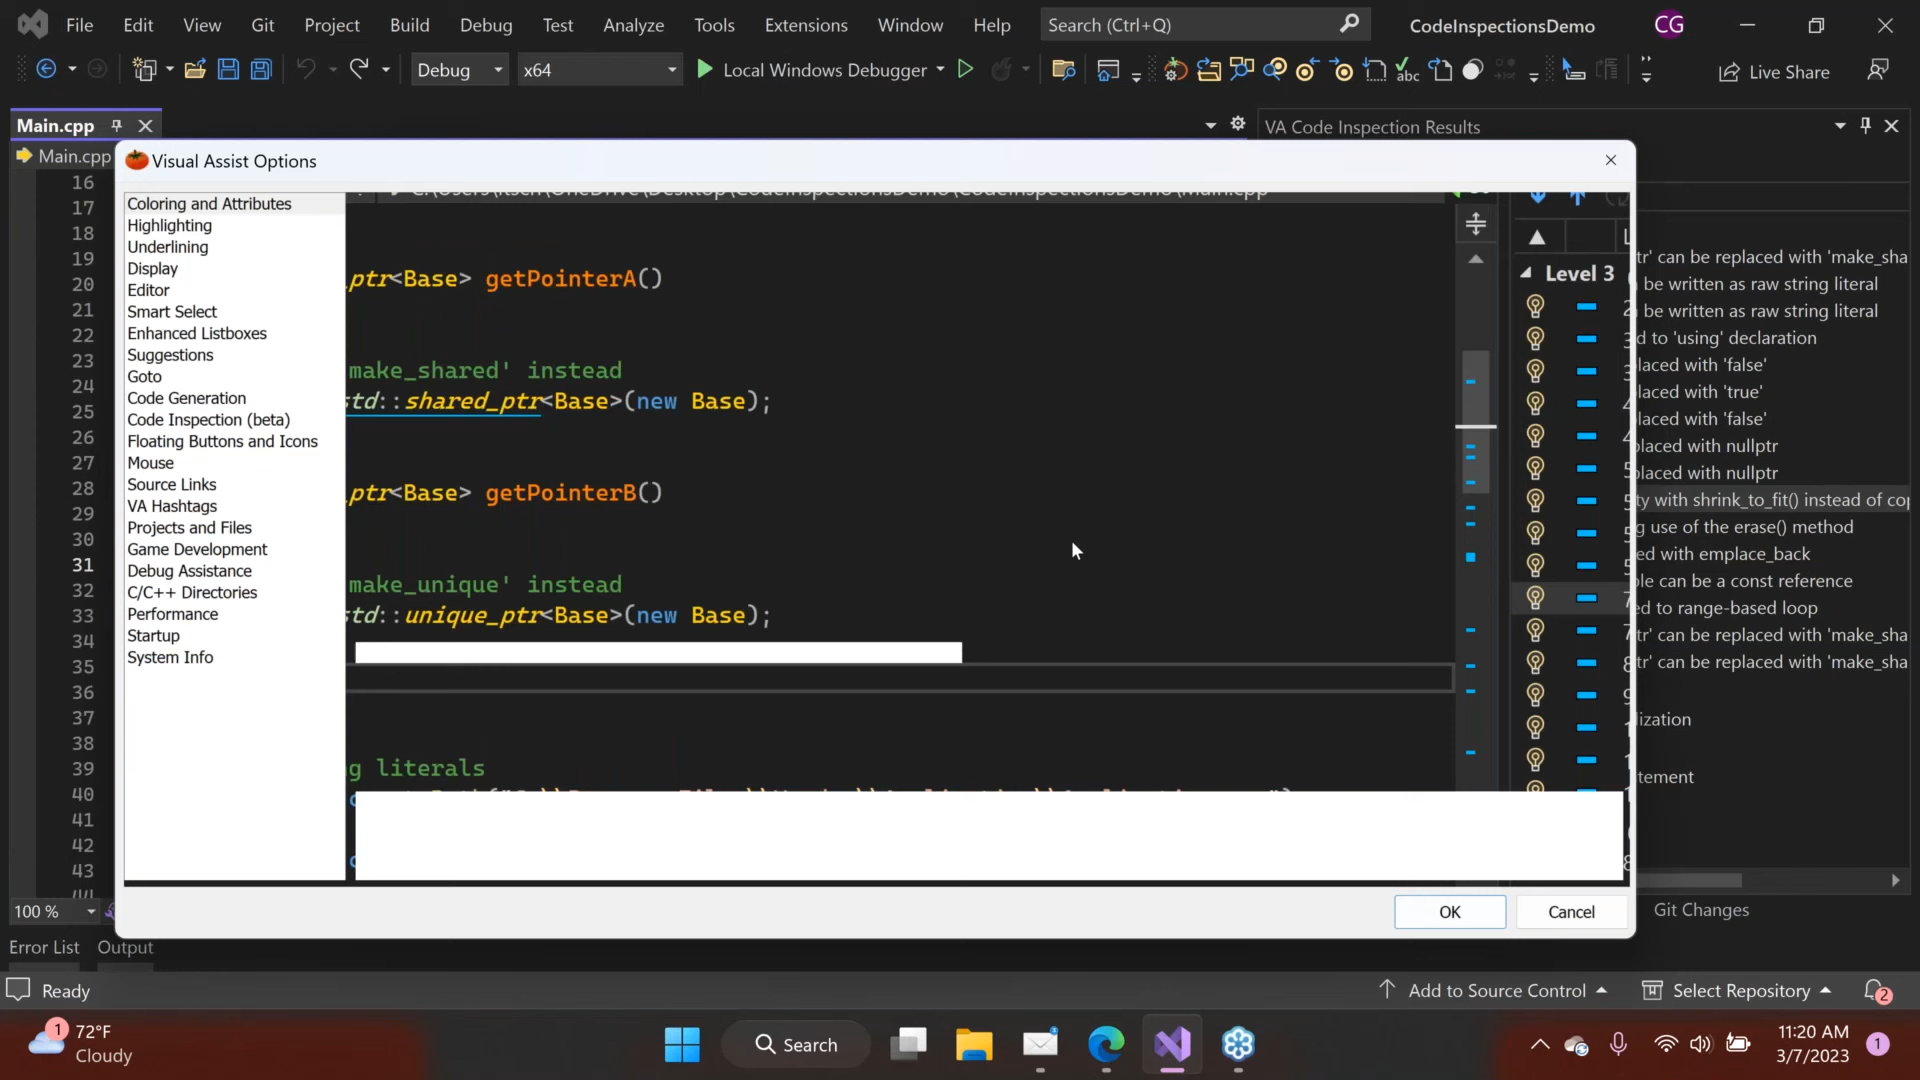 File Edit View Git Project Build Debug Test Analyze Tools Extensions Window Help Search (Ctrl+Q) CodeInspectionsDemo CG
Debug x64 Local Windows Debugger abc Live Share
Main.cpp VA Code Inspection Results
Main.cpp
Visual Assist Options
Coloring and Attributes
Highlighting
Underlining
Display
Editor
Smart Select
Enhanced Listboxes
Suggestions
Goto
Code Generation
Code Inspection (beta)
Floating Buttons and Icons
Mouse
Source Links
VA Hashtags
Projects and Files
Game Development
Debug Assistance
C/C++ Directories
Performance
Startup
System Info
16
17
18
19
20
21
22
23
24
25
26
27
28
29
30
31
32
33
34
35
36
37
38
39
40
41
42
43
ptr<Base> getPointerA()
make_shared' instead
std::shared_ptr<Base>(new Base);
ptr<Base> getPointerB()
make_unique' instead
std::unique_ptr<Base>(new Base);
g literals
Level 3
tr' can be replaced with 'make_sha
be written as raw string literal
be written as raw string literal
d to 'using' declaration
laced with 'false'
laced with 'true'
laced with 'false'
laced with nullptr
laced with nullptr
ty with shrink_to_fit() instead of cop
g use of the erase() method
ed with emplace_back
ble can be a const reference
ed to range-based loop
tr' can be replaced with 'make_sha
tr' can be replaced with 'make_sha
ization
tement
OK Cancel
100 % Git Changes
Error List Output
Ready Add to Source Control Select Repository 2
1 72°F
Cloudy
Search
11:20 AM
3/7/2023 1